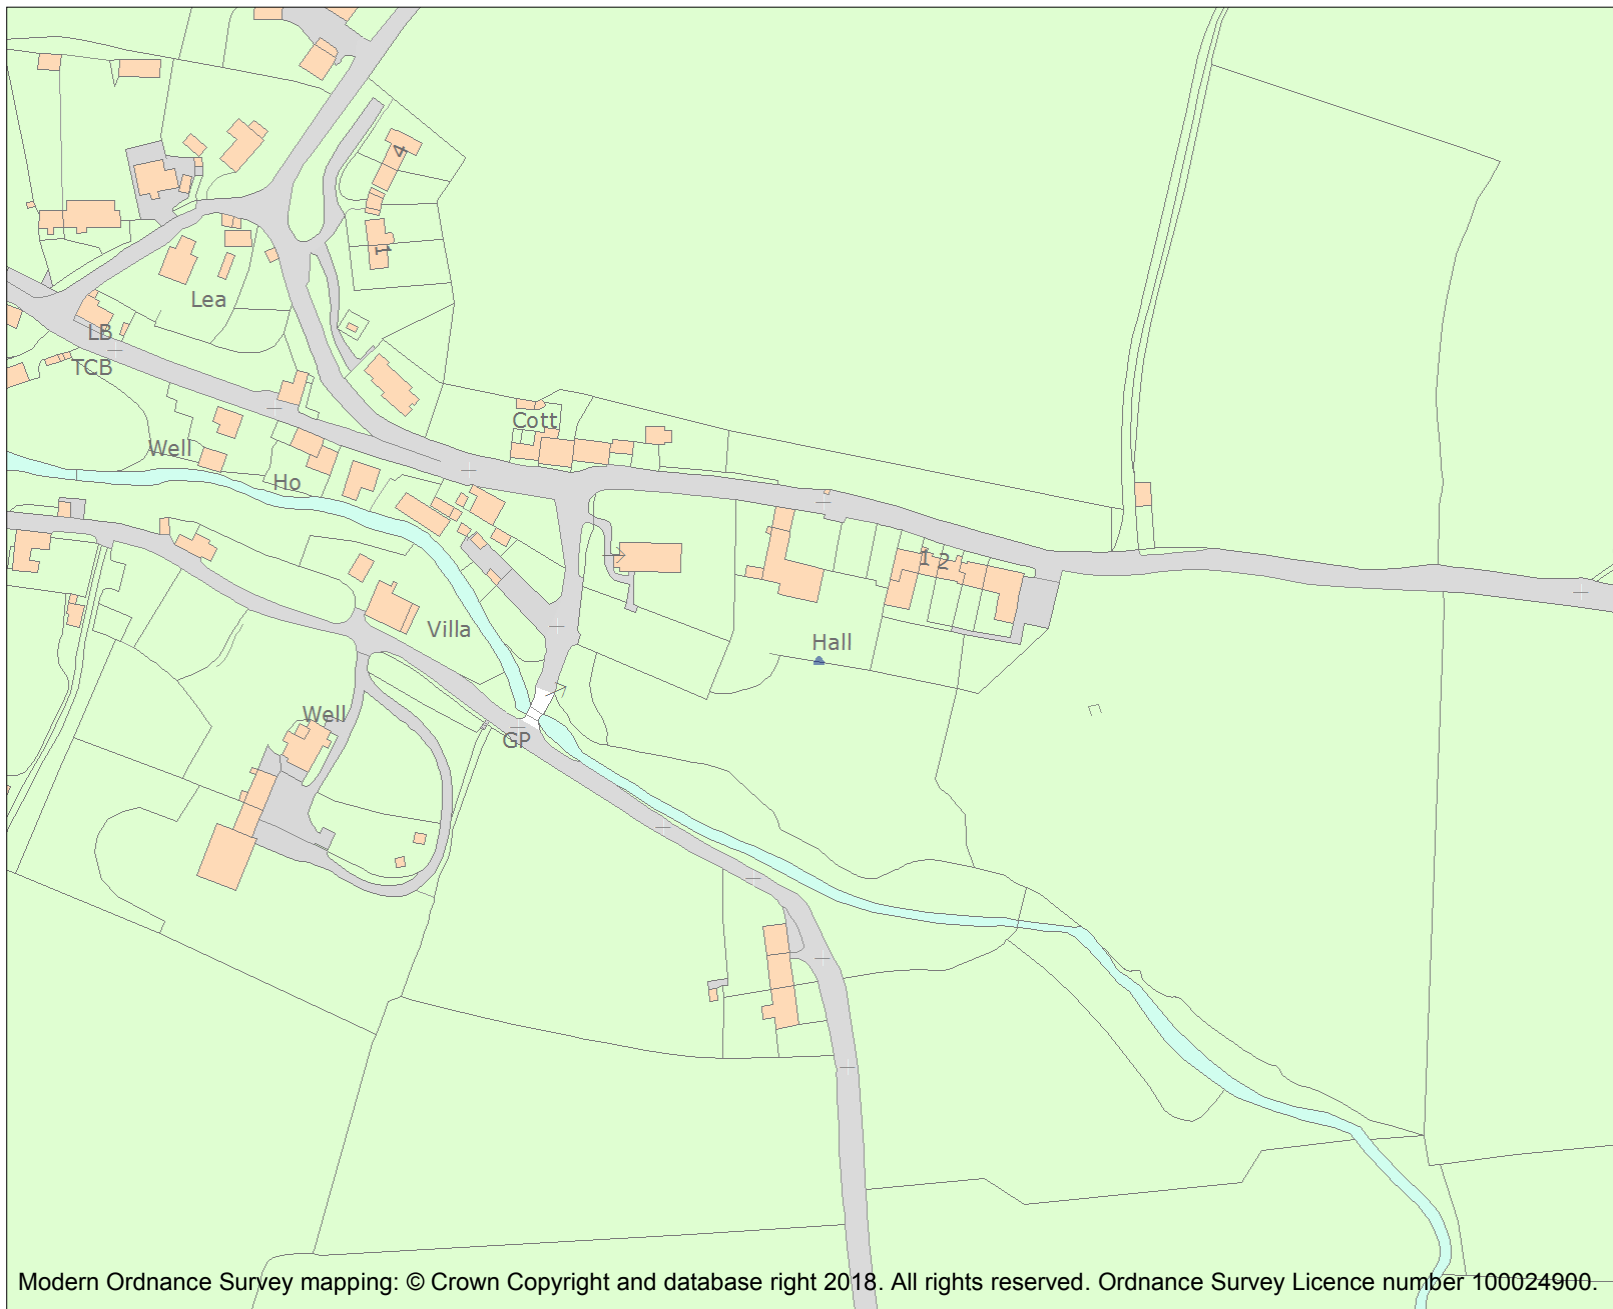 4
1
Lea
LB
TCB
Cott
Well
Ho
1 2
Villa
Hall
Well
GP
Modern Ordnance Survey mapping: © Crown Copyright and database right 2018. All rights reserved. Ordnance Survey Licence number 100024900.